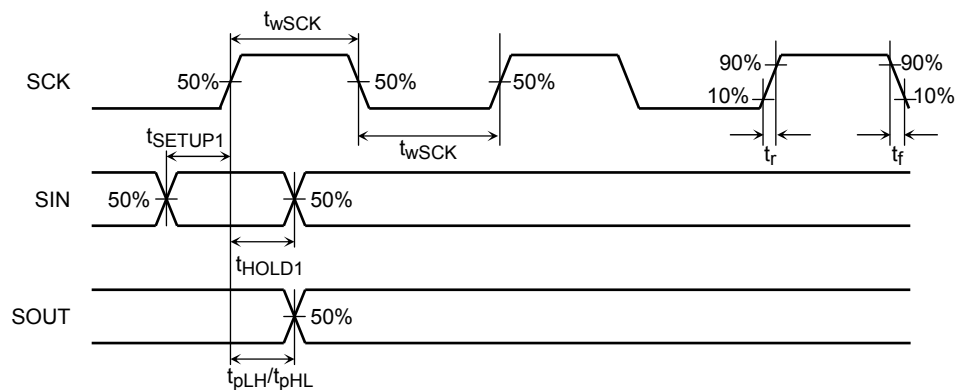 twSCK
SCK
50%
50%
50%
90%
90%
10%
10%
tSETUP1
twSCK
tr
tf
SIN
50%
50%
tHOLD1
SOUT
50%
tpLH/tpHL